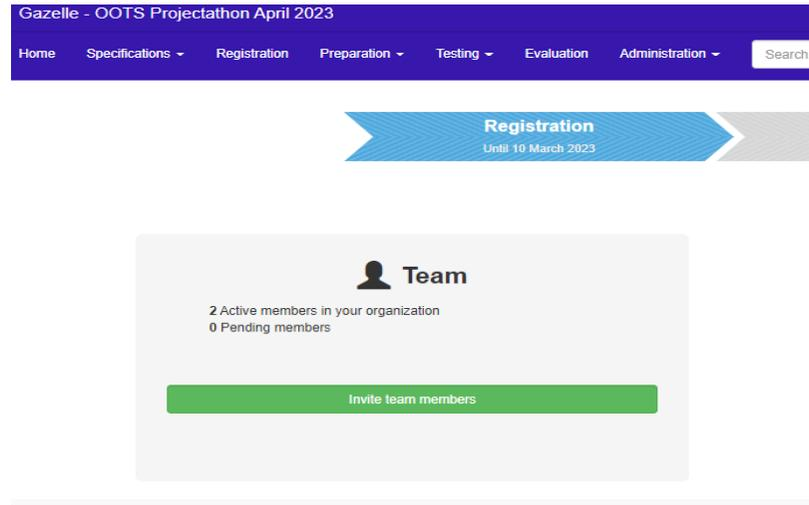 Gazelle - OOTS Projectathon April 2023
Home Specifications Registration Preparation Testing Evaluation Administration Search
Registration
Until 10 March 2023
Team
2 Active members in your organization
0 Pending members
Invite team members